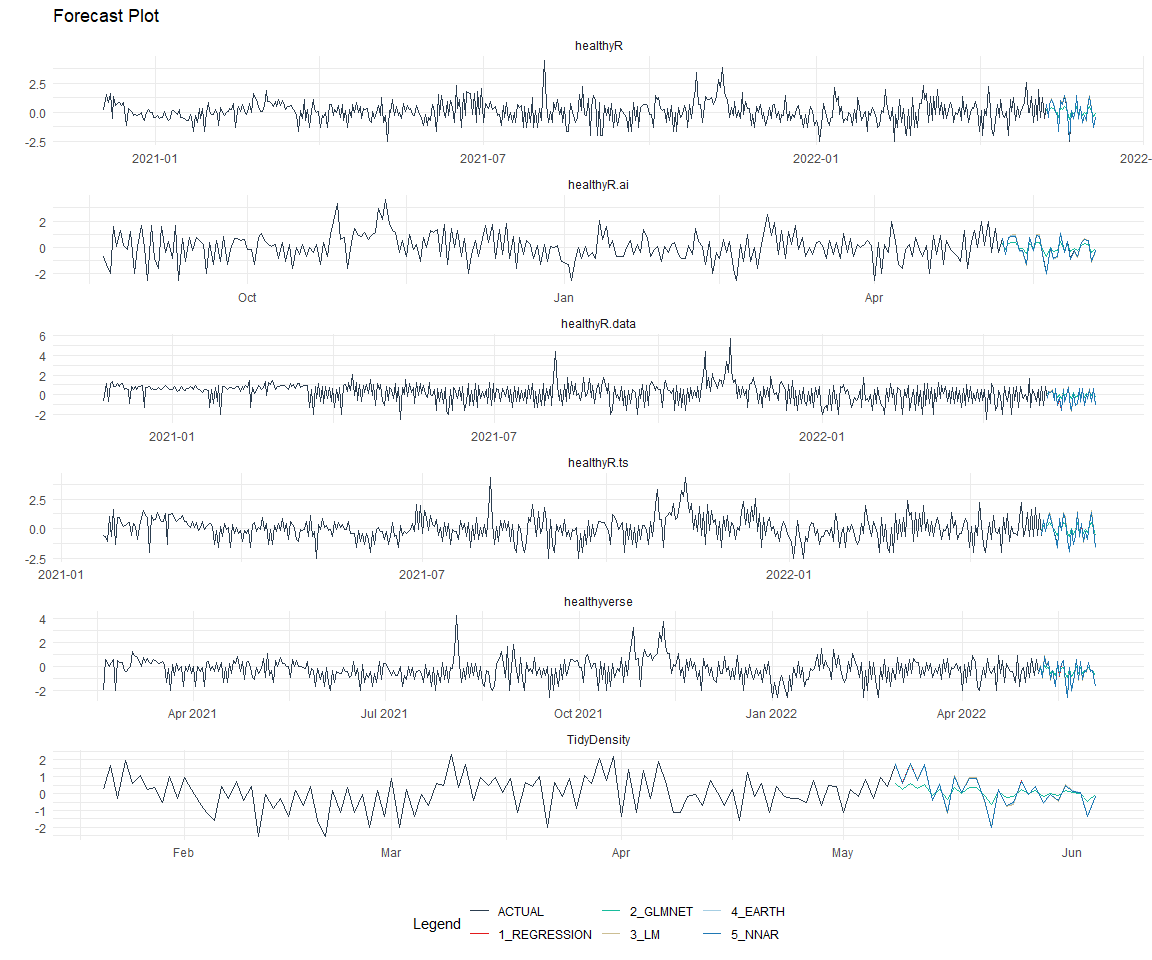 Forecast Plot
healthyR
2.5
0.0
-2.5
2021-01 2021-07 2022-01 2022-
healthyR.ai
2
0
-2
Oct Jan Apr
healthyR.data
6
4
2
0
-2
2021-01 2021-07 2022-01
healthyR.ts
2.5
0.0
-2.5
2021-01 2021-07 2022-01
healthyverse
4
2
0
-2
Apr 2021 Jul 2021 Oct 2021 Jan 2022 Apr 2022
TidyDensity
2
1
0
-1
-2
Feb Mar Apr May Jun
Legend
ACTUAL 2_GLMNET 4_EARTH
1_REGRESSION 3_LM 5_NNAR